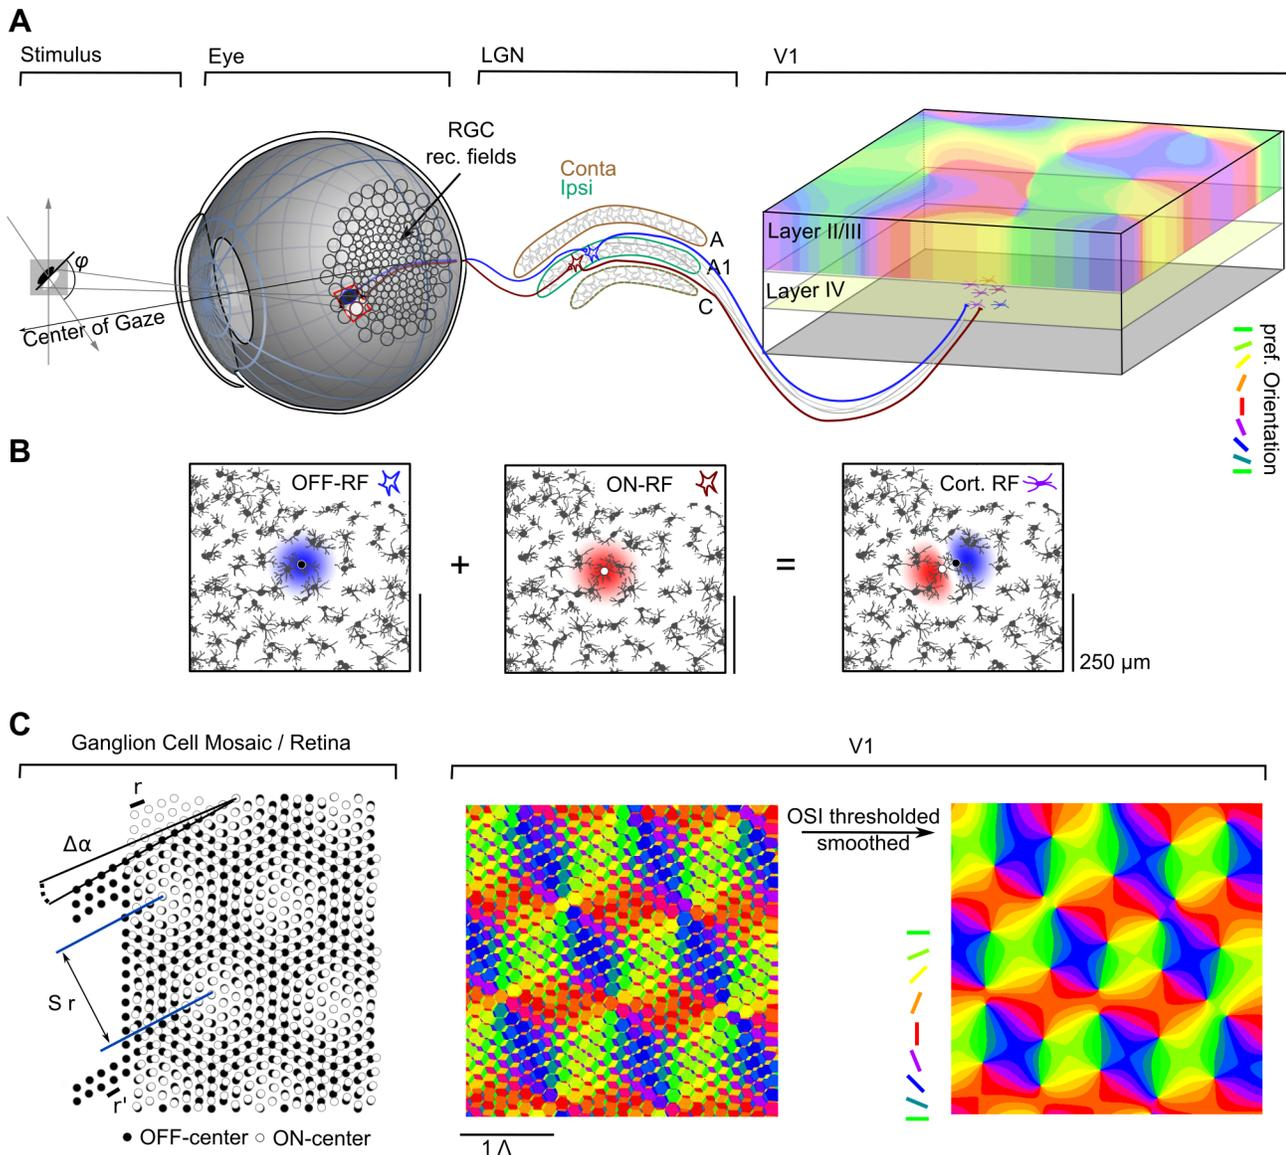 A
Stimulus
Eye
LGN
V1
RGC
rec. fields
Conta
Ipsi
φ
Center of Gaze
A
A1
C
Layer II/III
Layer IV
pref. Orientation
B
OFF-RF
+
ON-RF
=
Cort. RF
250 µm
C
Ganglion Cell Mosaic / Retina
V1
r
Δα
S r
r'
OFF-center
ON-center
OSI thresholded
smoothed
1 Λ